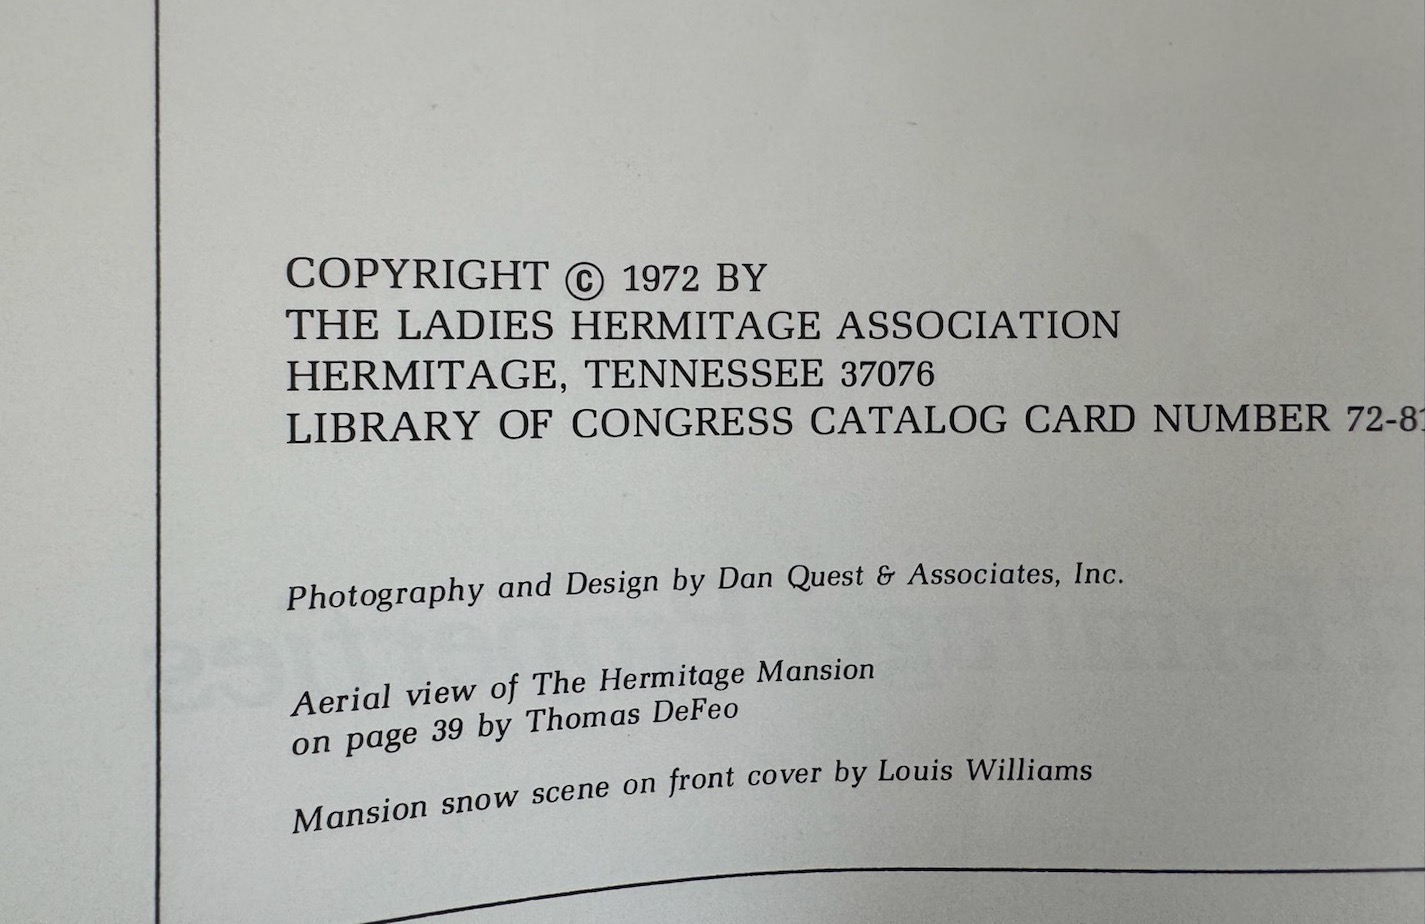 COPYRIGHT © 1972 BY
THE LADIES HERMITAGE ASSOCIATION
HERMITAGE, TENNESSEE 37076
LIBRARY OF CONGRESS CATALOG CARD NUMBER 72-81
Photography and Design by Dan Quest & Associates, Inc.
Aerial view of The Hermitage Mansion
on page 39 by Thomas DeFeo
Mansion snow scene on front cover by Louis Williams